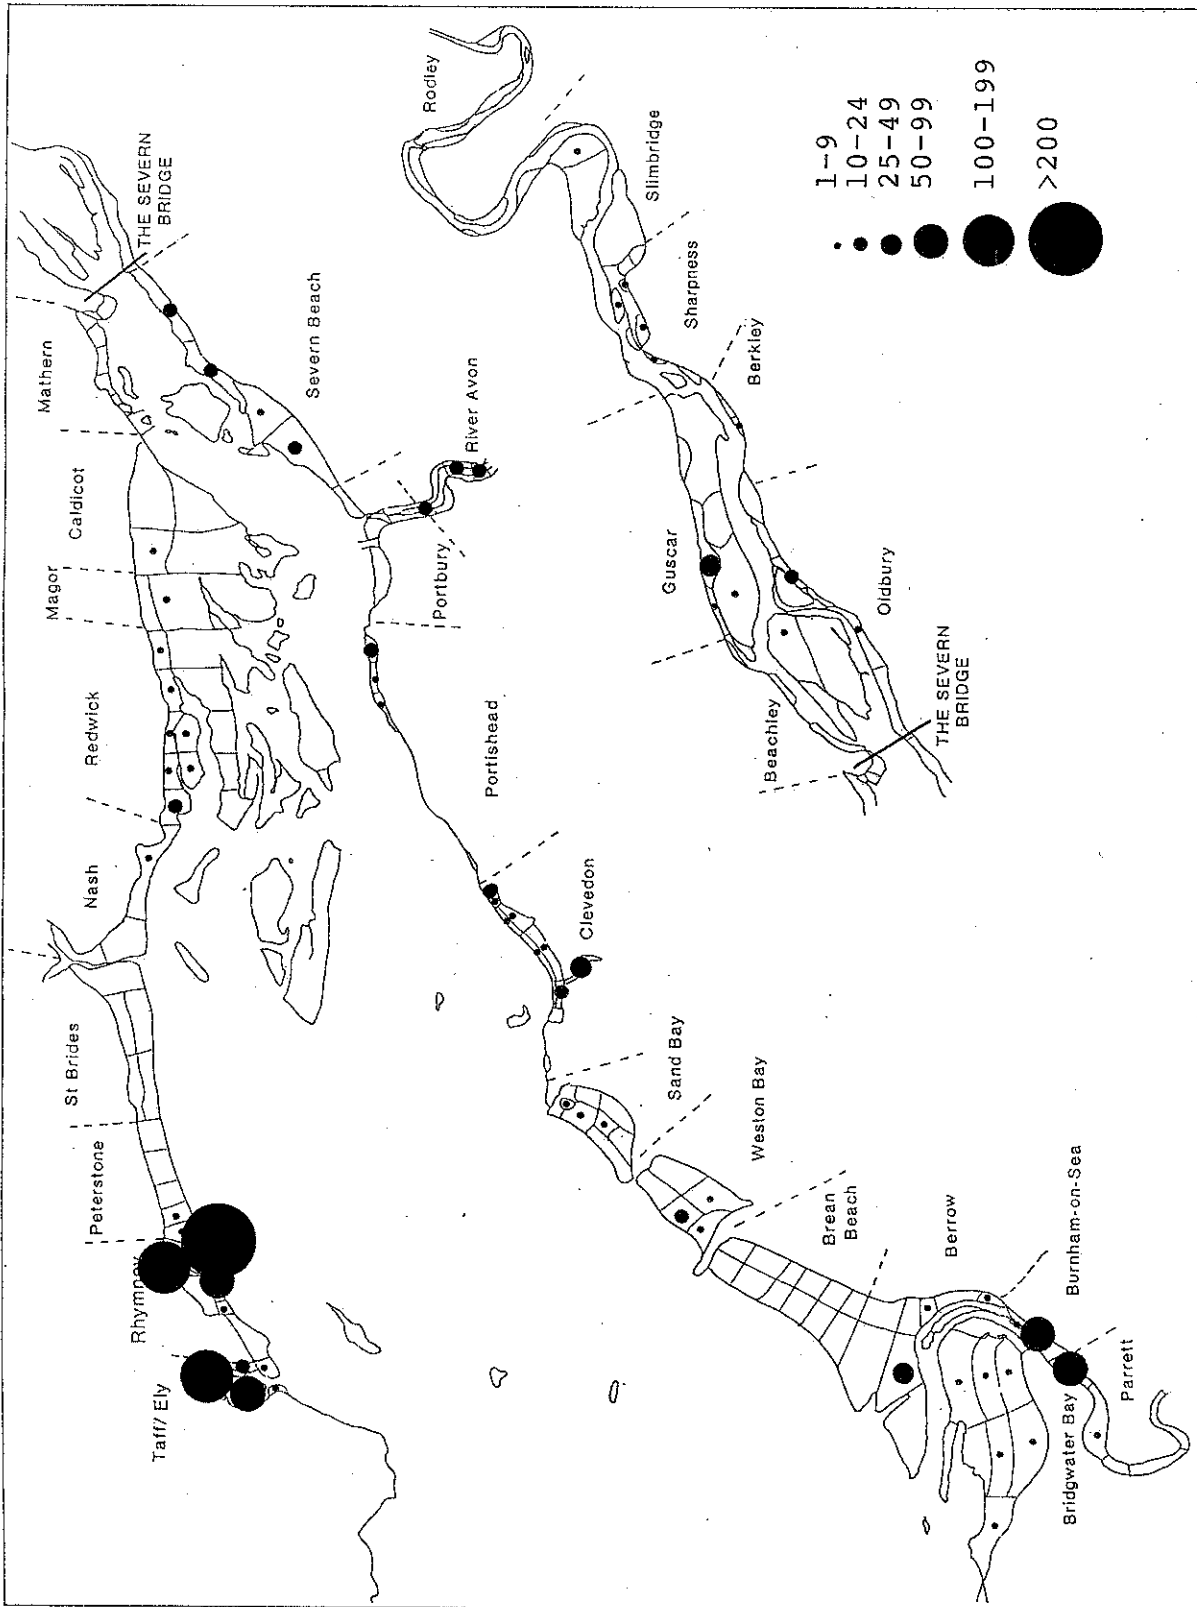 Taff/ Ely
Rhymney
Peterstone
St Brides
Nash
Redwick
Magor
Caldicot
Mathern
THE SEVERN
BRIDGE
Severn Beach
River Avon
Portbury
Portishead
Clevedon
Sand Bay
Weston Bay
Brean
Beach
Berrow
Burnham-on-Sea
Parrett
Bridgwater Bay
Rodley
Slimbridge
Sharpness
Berkley
Guscar
Oldbury
Beachley
THE SEVERN
BRIDGE
1-9
10-24
25-49
50-99
100-199
>200